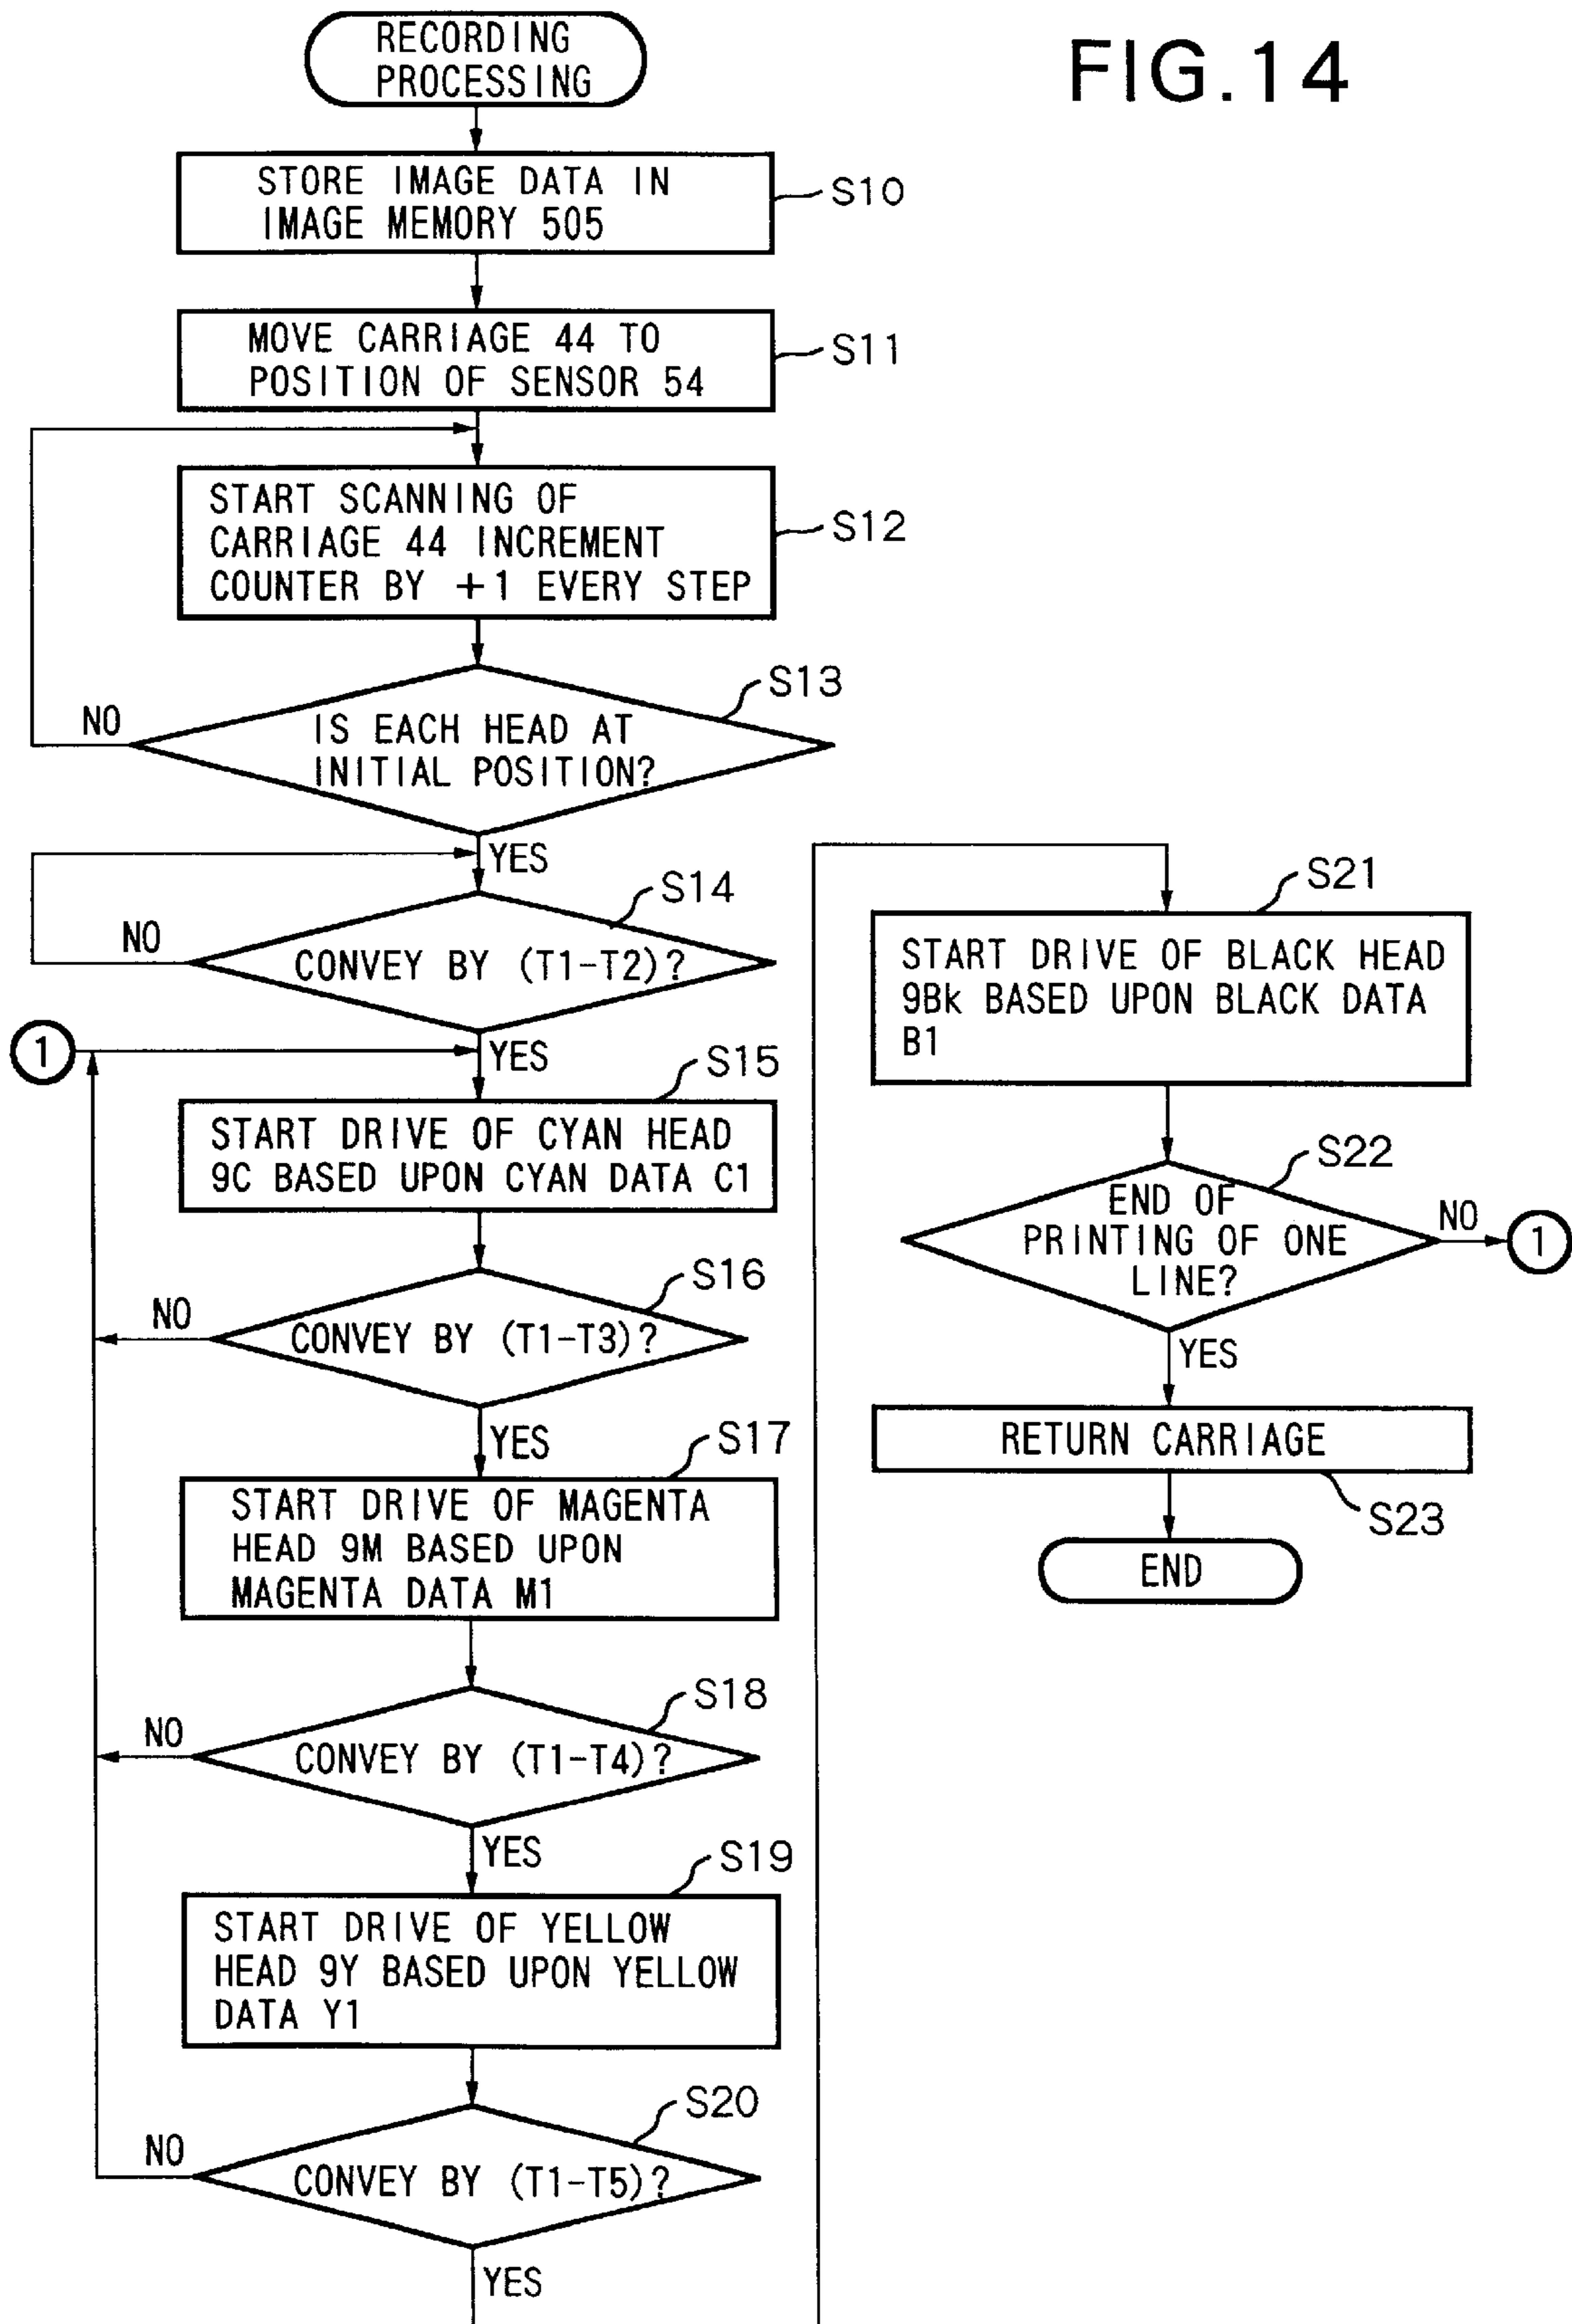 RECORDING
PROCESSING
FIG.14
STORE IMAGE DATA IN
IMAGE MEMORY 505
S10
MOVE CARRIAGE 44 TO
POSITION OF SENSOR 54
S11
START SCANNING OF
CARRIAGE 44 INCREMENT
COUNTER BY +1 EVERY STEP
S12
S13
NO
IS EACH HEAD AT
INITIAL POSITION?
YES
S14
NO
CONVEY BY (T1-T2)?
1
YES
S15
START DRIVE OF CYAN HEAD
9C BASED UPON CYAN DATA C1
S16
NO
CONVEY BY (T1-T3)?
YES
S17
START DRIVE OF MAGENTA
HEAD 9M BASED UPON
MAGENTA DATA M1
S18
NO
CONVEY BY (T1-T4)?
YES
S19
START DRIVE OF YELLOW
HEAD 9Y BASED UPON YELLOW
DATA Y1
S20
NO
CONVEY BY (T1-T5)?
YES
S21
START DRIVE OF BLACK HEAD
9Bk BASED UPON BLACK DATA
B1
S22
END OF
PRINTING OF ONE
LINE?
NO
1
YES
RETURN CARRIAGE
S23
END